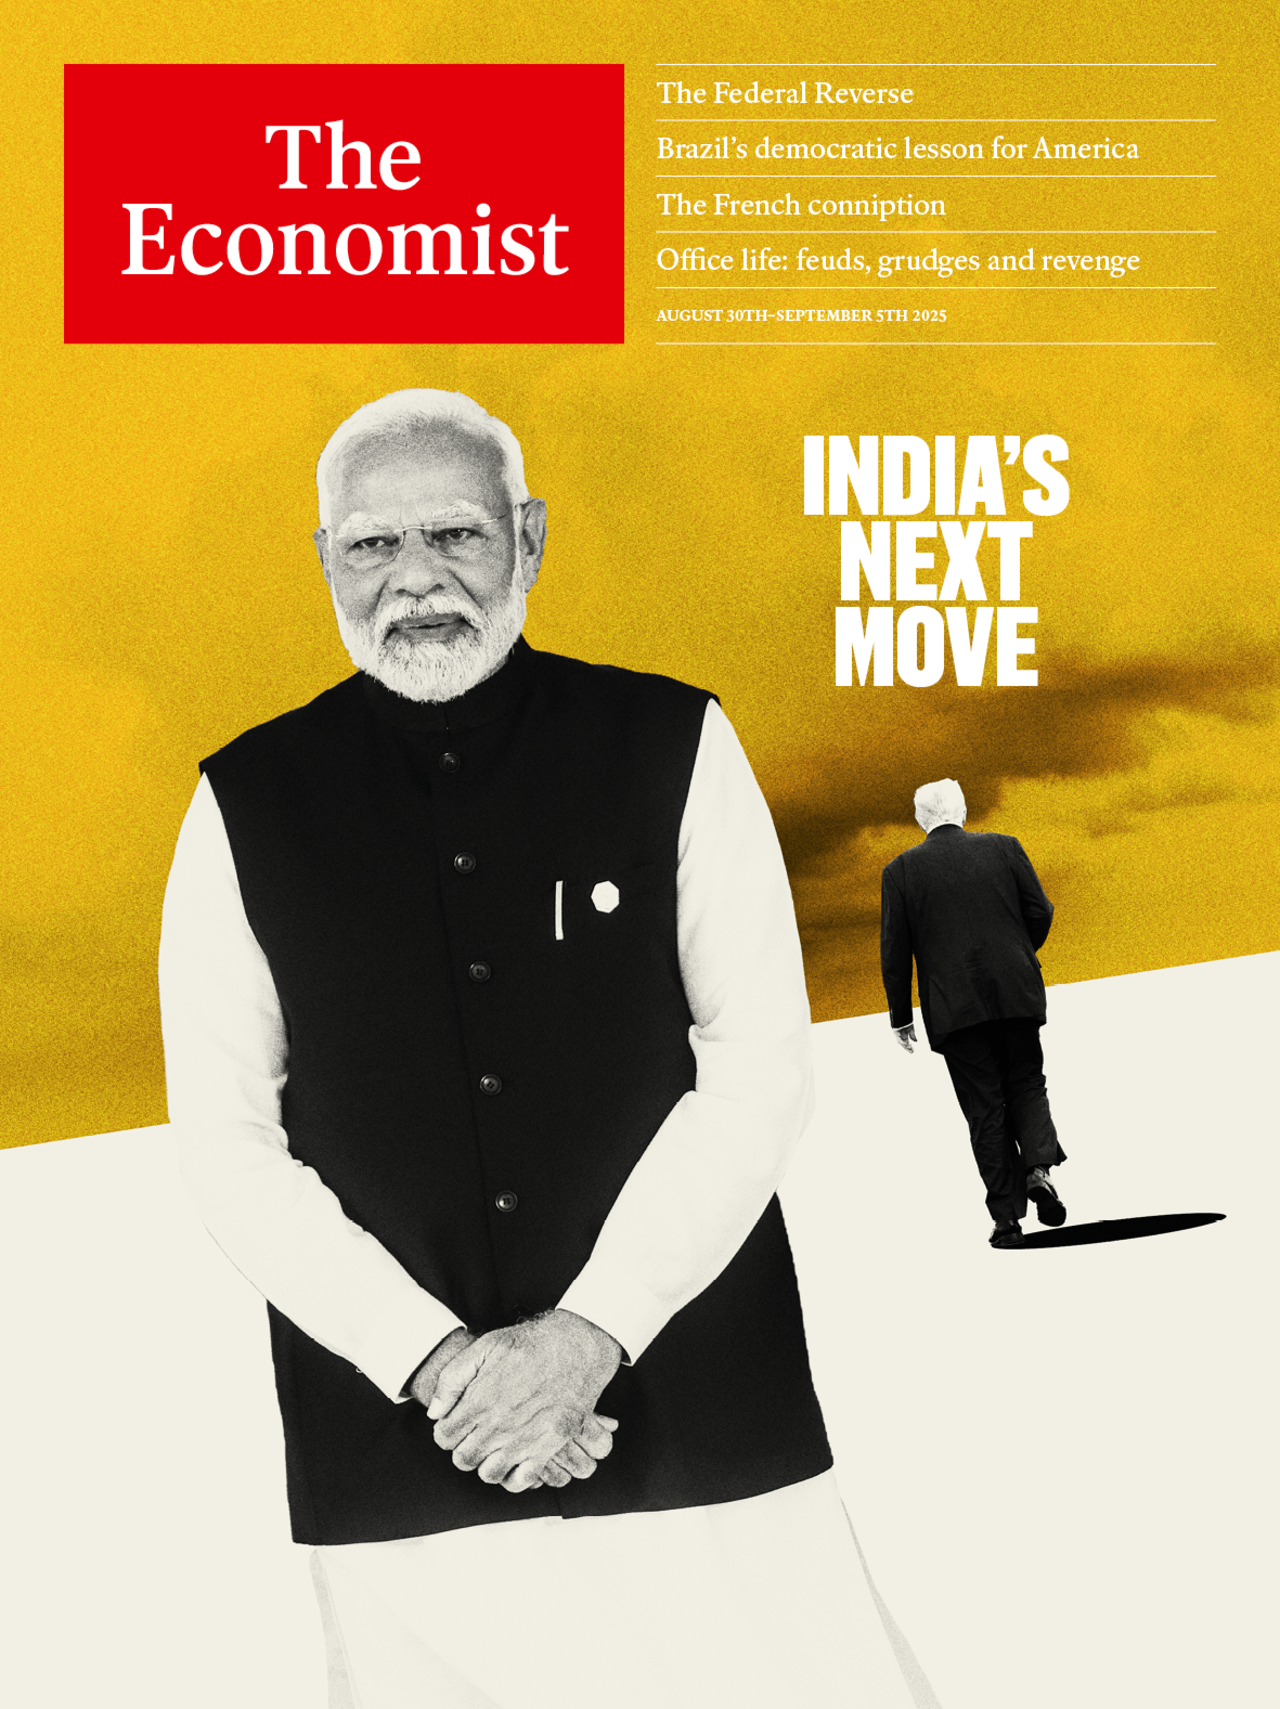 The
Economist
The Federal Reverse
Brazil’s democratic lesson for America
The French conniption
Office life: feuds, grudges and revenge
AUGUST 30TH–SEPTEMBER 5TH 2025
INDIA’S
NEXT
MOVE